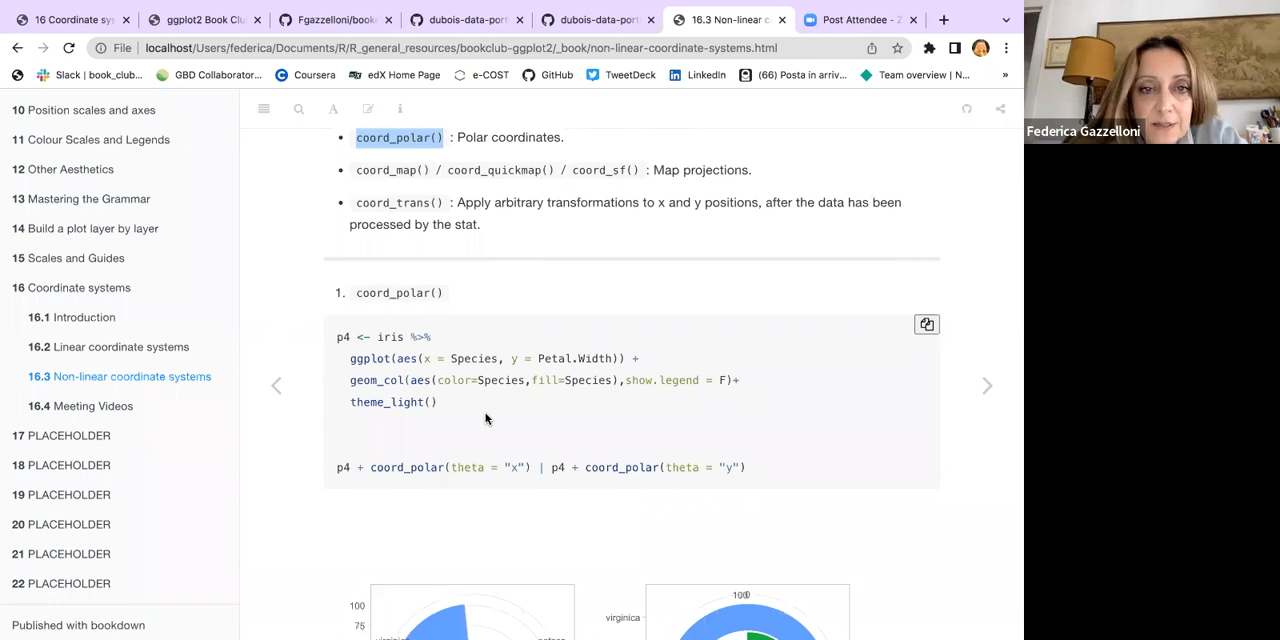 16 Coordinate sys
ggplot2 Book Clu
Fgazzelloni/book
dubois-data-port
dubois-data-port
16.3 Non-linear c
Post Attendee - Z
File
localhost/Users/federica/Documents/R/R_general_resources/bookclub-ggplot2/_book/non-linear-coordinate-systems.html
Slack | book_club...
GBD Collaborator...
Coursera
edX Home Page
e-COST
GitHub
TweetDeck
LinkedIn
(66) Posta in arriv...
Team overview | N...
»
10 Position scales and axes
11 Colour Scales and Legends
12 Other Aesthetics
13 Mastering the Grammar
14 Build a plot layer by layer
15 Scales and Guides
16 Coordinate systems
16.1 Introduction
16.2 Linear coordinate systems
16.3 Non-linear coordinate systems
16.4 Meeting Videos
17 PLACEHOLDER
18 PLACEHOLDER
19 PLACEHOLDER
20 PLACEHOLDER
21 PLACEHOLDER
22 PLACEHOLDER
Published with bookdown
A
i
• coord_polar() : Polar coordinates.
• coord_map() / coord_quickmap() / coord_sf() : Map projections.
• coord_trans() : Apply arbitrary transformations to x and y positions, after the data has been
processed by the stat.
1. coord_polar()
p4 <- iris %>%
ggplot(aes(x = Species, y = Petal.Width)) +
geom_col(aes(color=Species,fill=Species),show.legend = F)+
theme_light()
p4 + coord_polar(theta = "x") | p4 + coord_polar(theta = "y")
100
75
virginica
Federica Gazzelloni